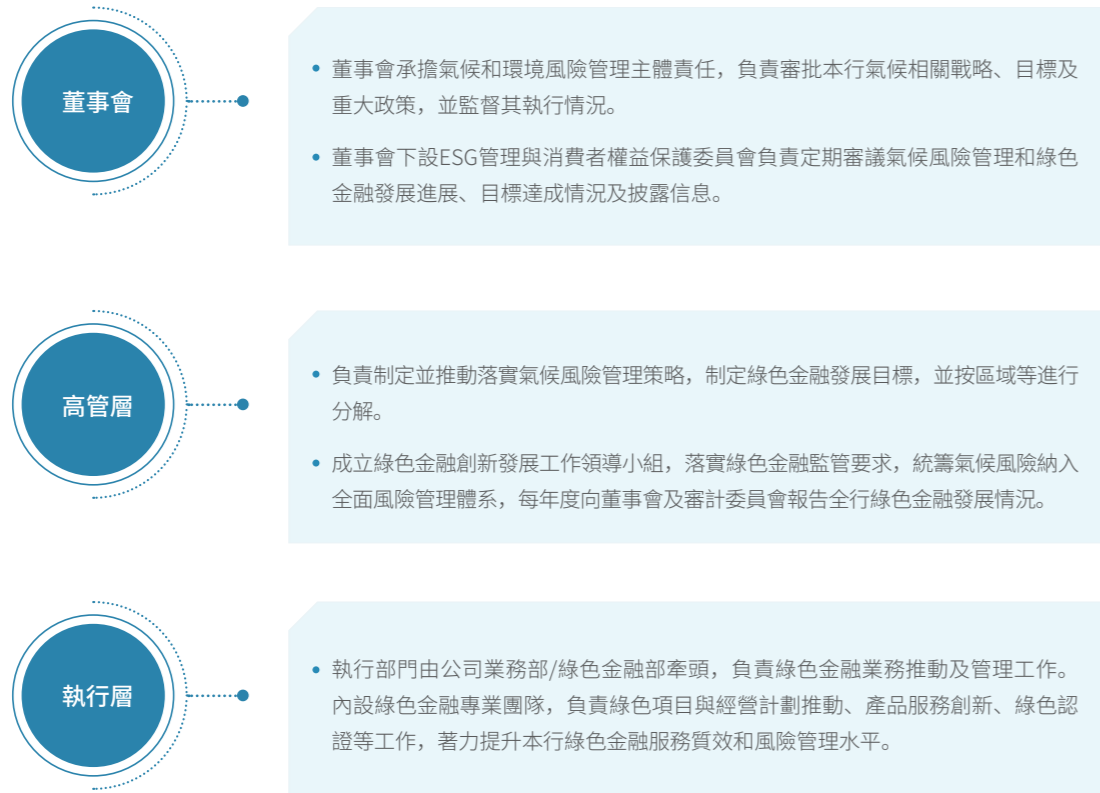 董事會
• 董事會承擔氣候和環境風險管理主體責任，負責審批本行氣候相關戰略、目標及
重大政策，並監督其執行情況。
• 董事會下設ESG管理與消費者權益保護委員會負責定期審議氣候風險管理和綠色
金融發展進展、目標達成情況及披露信息。
高管層
• 負責制定並推動落實氣候風險管理策略，制定綠色金融發展目標，並按區域等進行
分解。
• 成立綠色金融創新發展工作領導小組，落實綠色金融監管要求，統籌氣候風險納入
全面風險管理體系，每年度向董事會及審計委員會報告全行綠色金融發展情況。
執行層
• 執行部門由公司業務部/綠色金融部牽頭，負責綠色金融業務推動及管理工作。
內設綠色金融專業團隊，負責綠色項目與經營計劃推動、產品服務創新、綠色認
證等工作，著力提升本行綠色金融服務質效和風險管理水平。